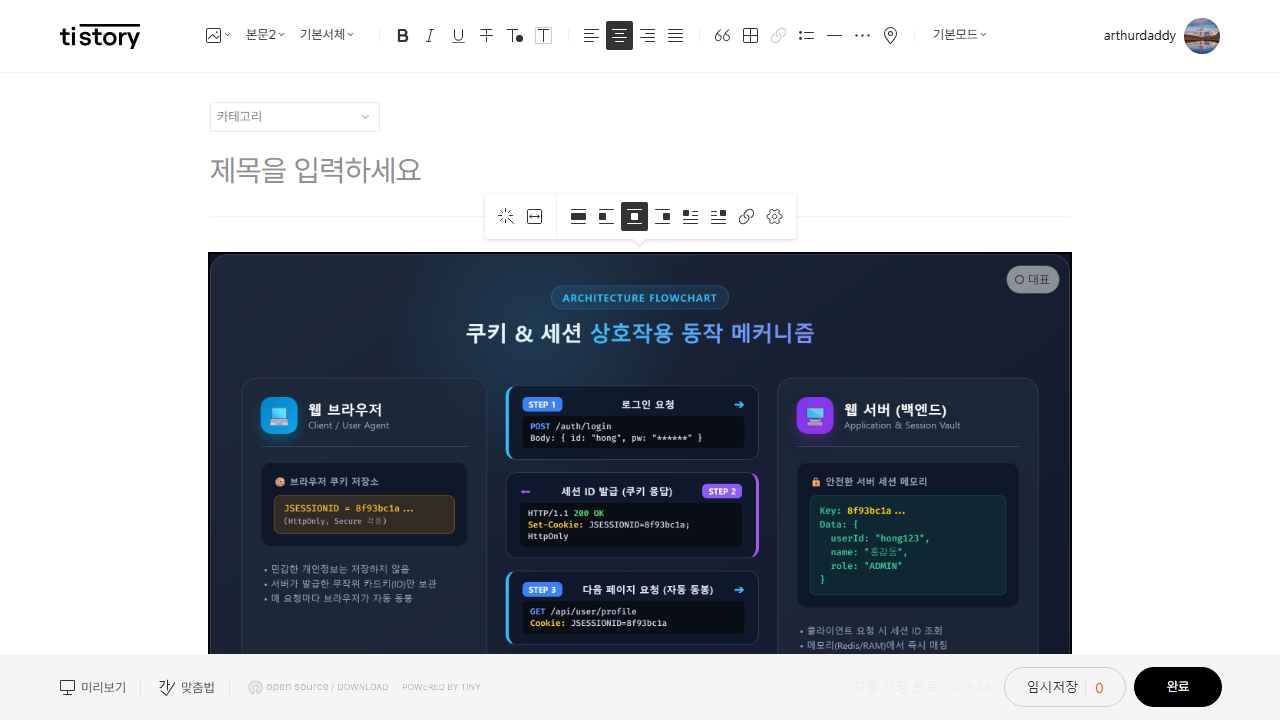 tistory
본문2
기본서체
기본모드
arthurdaddy
카테고리
제목을 입력하세요
대표
ARCHITECTURE FLOWCHART
쿠키 & 세션 상호작용 동작 메커니즘
웹 브라우저
Client / User Agent
브라우저 쿠키 저장소
JSESSIONID = 8f93bc1a...
(HttpOnly, Secure 적용)
• 민감한 개인정보는 저장하지 않음
• 서버가 발급한 무작위 카드키(ID)만 보관
• 매 요청마다 브라우저가 자동 동봉
STEP 1 로그인 요청 ➔
POST /auth/login
Body: { id: "hong", pw: "******" }
세션 ID 발급 (쿠키 응답) STEP 2
HTTP/1.1 200 OK
Set-Cookie: JSESSIONID=8f93bc1a;
HttpOnly
STEP 3 다음 페이지 요청 (자동 동봉) ➔
GET /api/user/profile
Cookie: JSESSIONID=8f93bc1a
웹 서버 (백엔드)
Application & Session Vault
안전한 서버 세션 메모리
Key: 8f93bc1a...
Data: {
userId: "hong123",
name: "홍길동",
role: "ADMIN"
}
• 클라이언트 요청 시 세션 ID 조회
• 메모리(Redis/RAM)에서 즉시 매칭
미리보기
맞춤법
open source / DOWNLOAD
POWERED BY TINY
자동 저장 완료 09:23:34
임시저장 0
완료